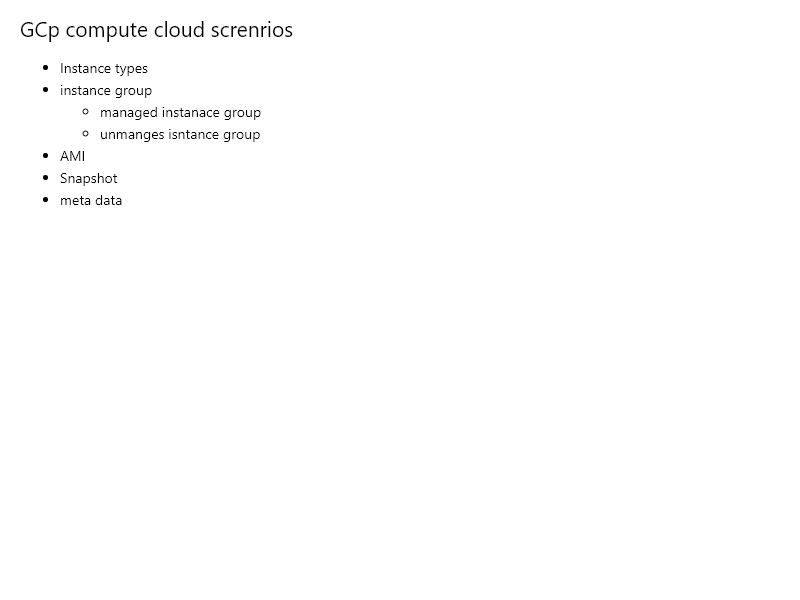 GCp compute cloud screnrios
Instance types
instance group
managed instanace group
unmanges isntance group
AMI
Snapshot
meta data